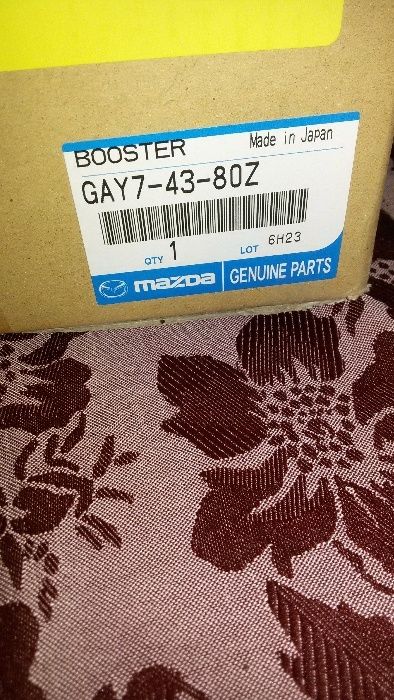 BOOSTER Made in Japan
GAY7-43-80Z
QTY 1 LOT 6H23
mazda GENUINE PARTS